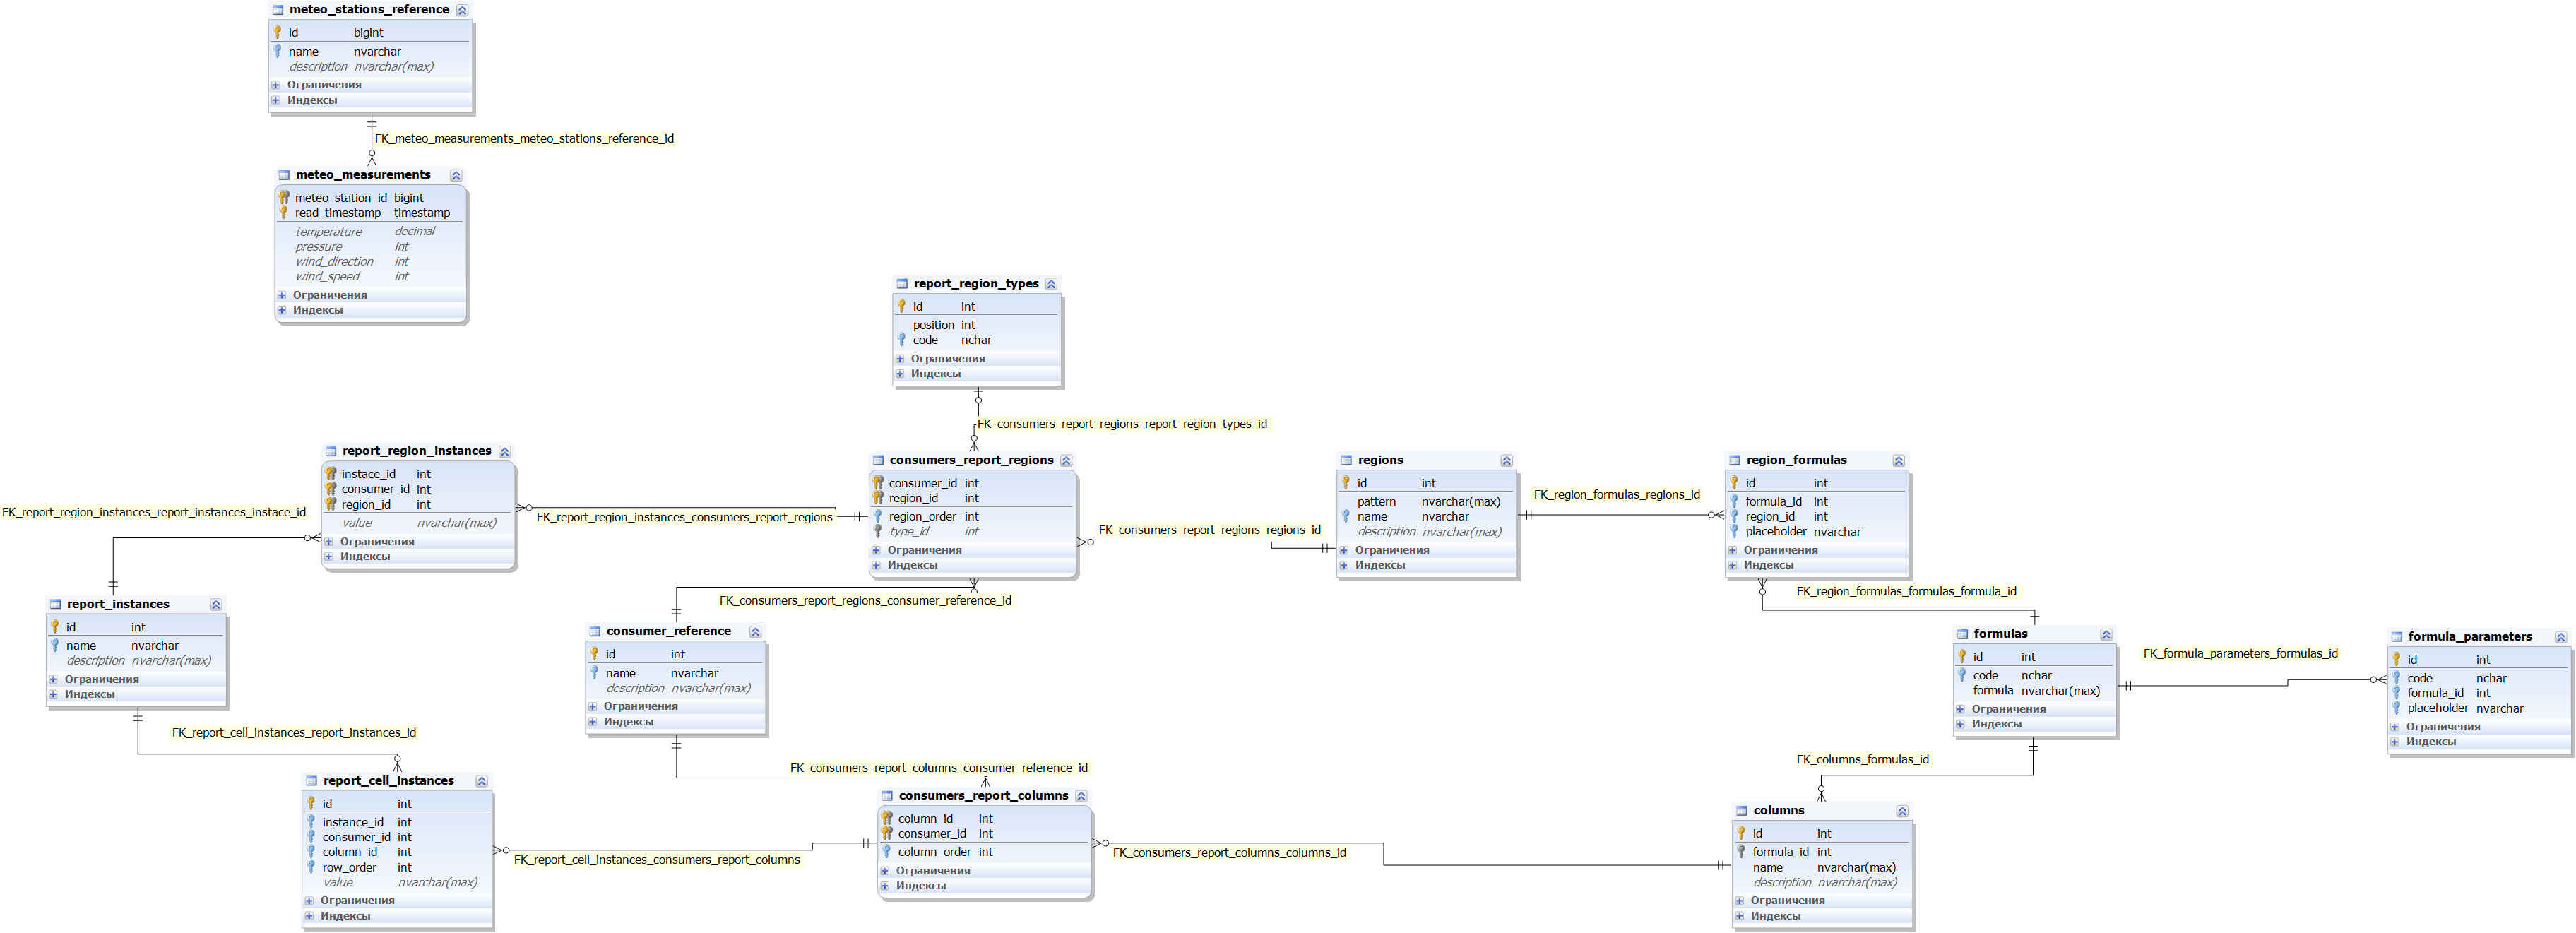 meteo_stations_reference
id bigint
name nvarchar
description nvarchar(max)
Ограничения
Индексы
FK_meteo_measurements_meteo_stations_reference_id
meteo_measurements
meteo_station_id bigint
read_timestamp timestamp
temperature decimal
pressure int
wind_direction int
wind_speed int
Ограничения
Индексы
report_region_types
id int
position int
code nchar
Ограничения
Индексы
FK_consumers_report_regions_report_region_types_id
report_region_instances
instace_id int
consumer_id int
region_id int
value nvarchar(max)
Ограничения
Индексы
FK_report_region_instances_report_instances_instace_id
FK_report_region_instances_consumers_report_regions
consumers_report_regions
consumer_id int
region_id int
region_order int
type_id int
Ограничения
Индексы
FK_consumers_report_regions_regions_id
regions
id int
pattern nvarchar(max)
name nvarchar
description nvarchar(max)
Ограничения
Индексы
FK_region_formulas_regions_id
region_formulas
id int
formula_id int
region_id int
placeholder nvarchar
Ограничения
Индексы
FK_region_formulas_formulas_formula_id
FK_consumers_report_regions_consumer_reference_id
report_instances
id int
name nvarchar
description nvarchar(max)
Ограничения
Индексы
consumer_reference
id int
name nvarchar
description nvarchar(max)
Ограничения
Индексы
formulas
id int
code nchar
formula nvarchar(max)
Ограничения
Индексы
FK_formula_parameters_formulas_id
formula_parameters
id int
code nchar
formula_id int
placeholder nvarchar
Ограничения
Индексы
FK_report_cell_instances_report_instances_id
FK_consumers_report_columns_consumer_reference_id
FK_columns_formulas_id
report_cell_instances
id int
instance_id int
consumer_id int
column_id int
row_order int
value nvarchar(max)
Ограничения
Индексы
FK_report_cell_instances_consumers_report_columns
consumers_report_columns
column_id int
consumer_id int
column_order int
Ограничения
Индексы
FK_consumers_report_columns_columns_id
columns
id int
formula_id int
name nvarchar(max)
description nvarchar(max)
Ограничения
Индексы